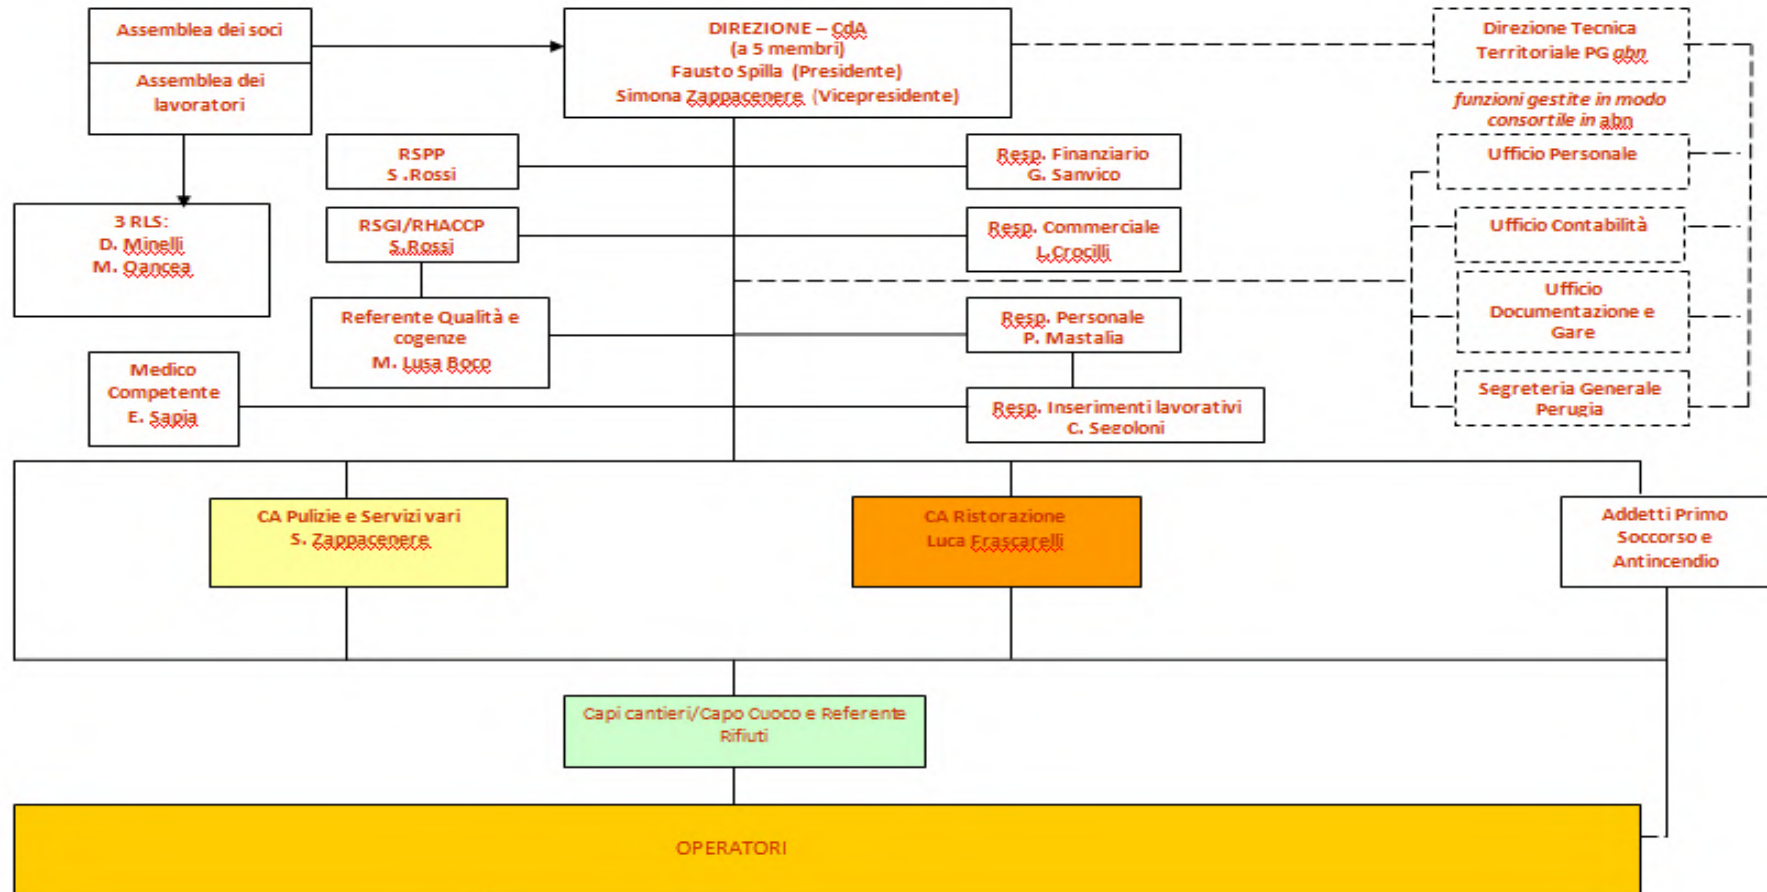 Assemblea dei soci
Assemblea dei
lavoratori
DIREZIONE – CdA
(a 5 membri)
Fausto Spilla (Presidente)
Simona Zappacenere (Vicepresidente)
Direzione Tecnica
Territoriale PG abn
funzioni gestite in modo
consortile in abn
RSPP
S .Rossi
Resp. Finanziario
G. Sanvico
Ufficio Personale
3 RLS:
D. Minelli
M. Oancea
RSGI/RHACCP
S.Rossi
Resp. Commerciale
L.Crocilli
Ufficio Contabilità
Referente Qualità e
cogenze
M. Lusa Boco
Resp. Personale
P. Mastalia
Ufficio
Documentazione e
Gare
Medico
Competente
E. Sapia
Resp. Inserimenti lavorativi
C. Segoloni
Segreteria Generale
Perugia
CA Pulizie e Servizi vari
S. Zappacenere
CA Ristorazione
Luca Frascarelli
Addetti Primo
Soccorso e
Antincendio
Capi cantieri/Capo Cuoco e Referente
Rifiuti
OPERATORI